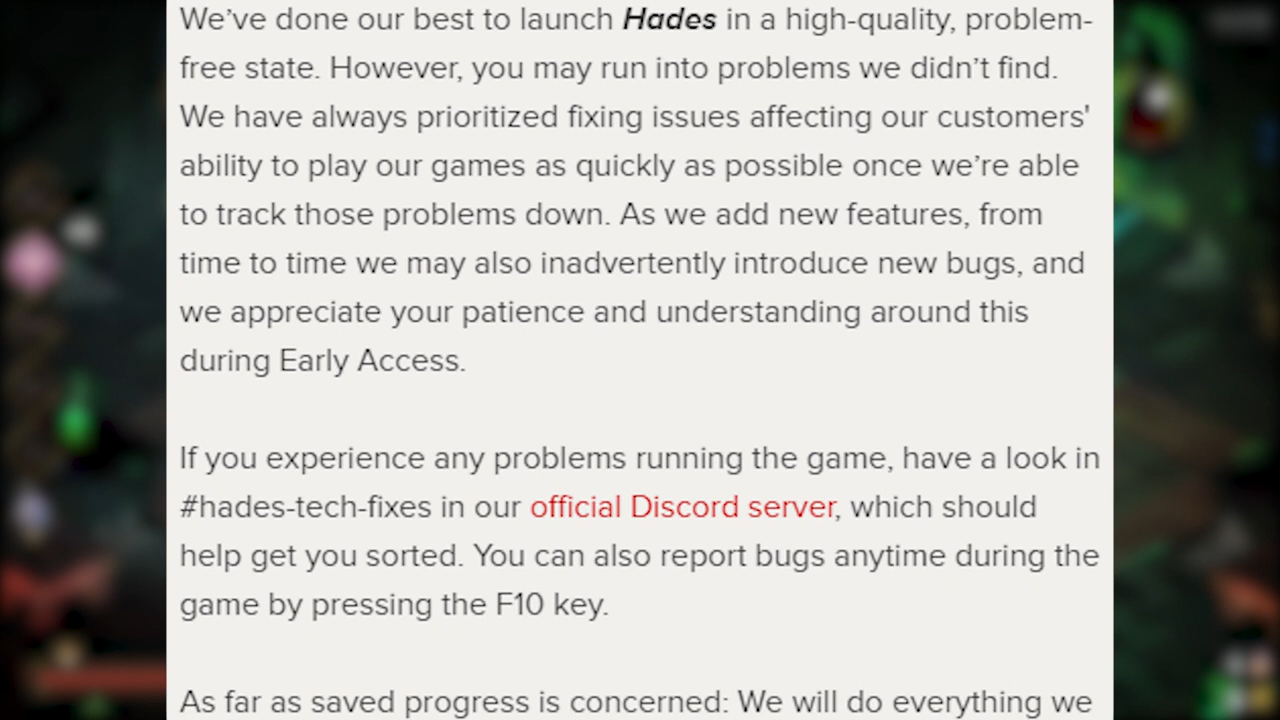 We’ve done our best to launch Hades in a high-quality, problem-
free state. However, you may run into problems we didn’t find.
We have always prioritized fixing issues affecting our customers'
ability to play our games as quickly as possible once we’re able
to track those problems down. As we add new features, from
time to time we may also inadvertently introduce new bugs, and
we appreciate your patience and understanding around this
during Early Access.
If you experience any problems running the game, have a look in
#hades-tech-fixes in our official Discord server, which should
help get you sorted. You can also report bugs anytime during the
game by pressing the F10 key.
As far as saved progress is concerned: We will do everything we